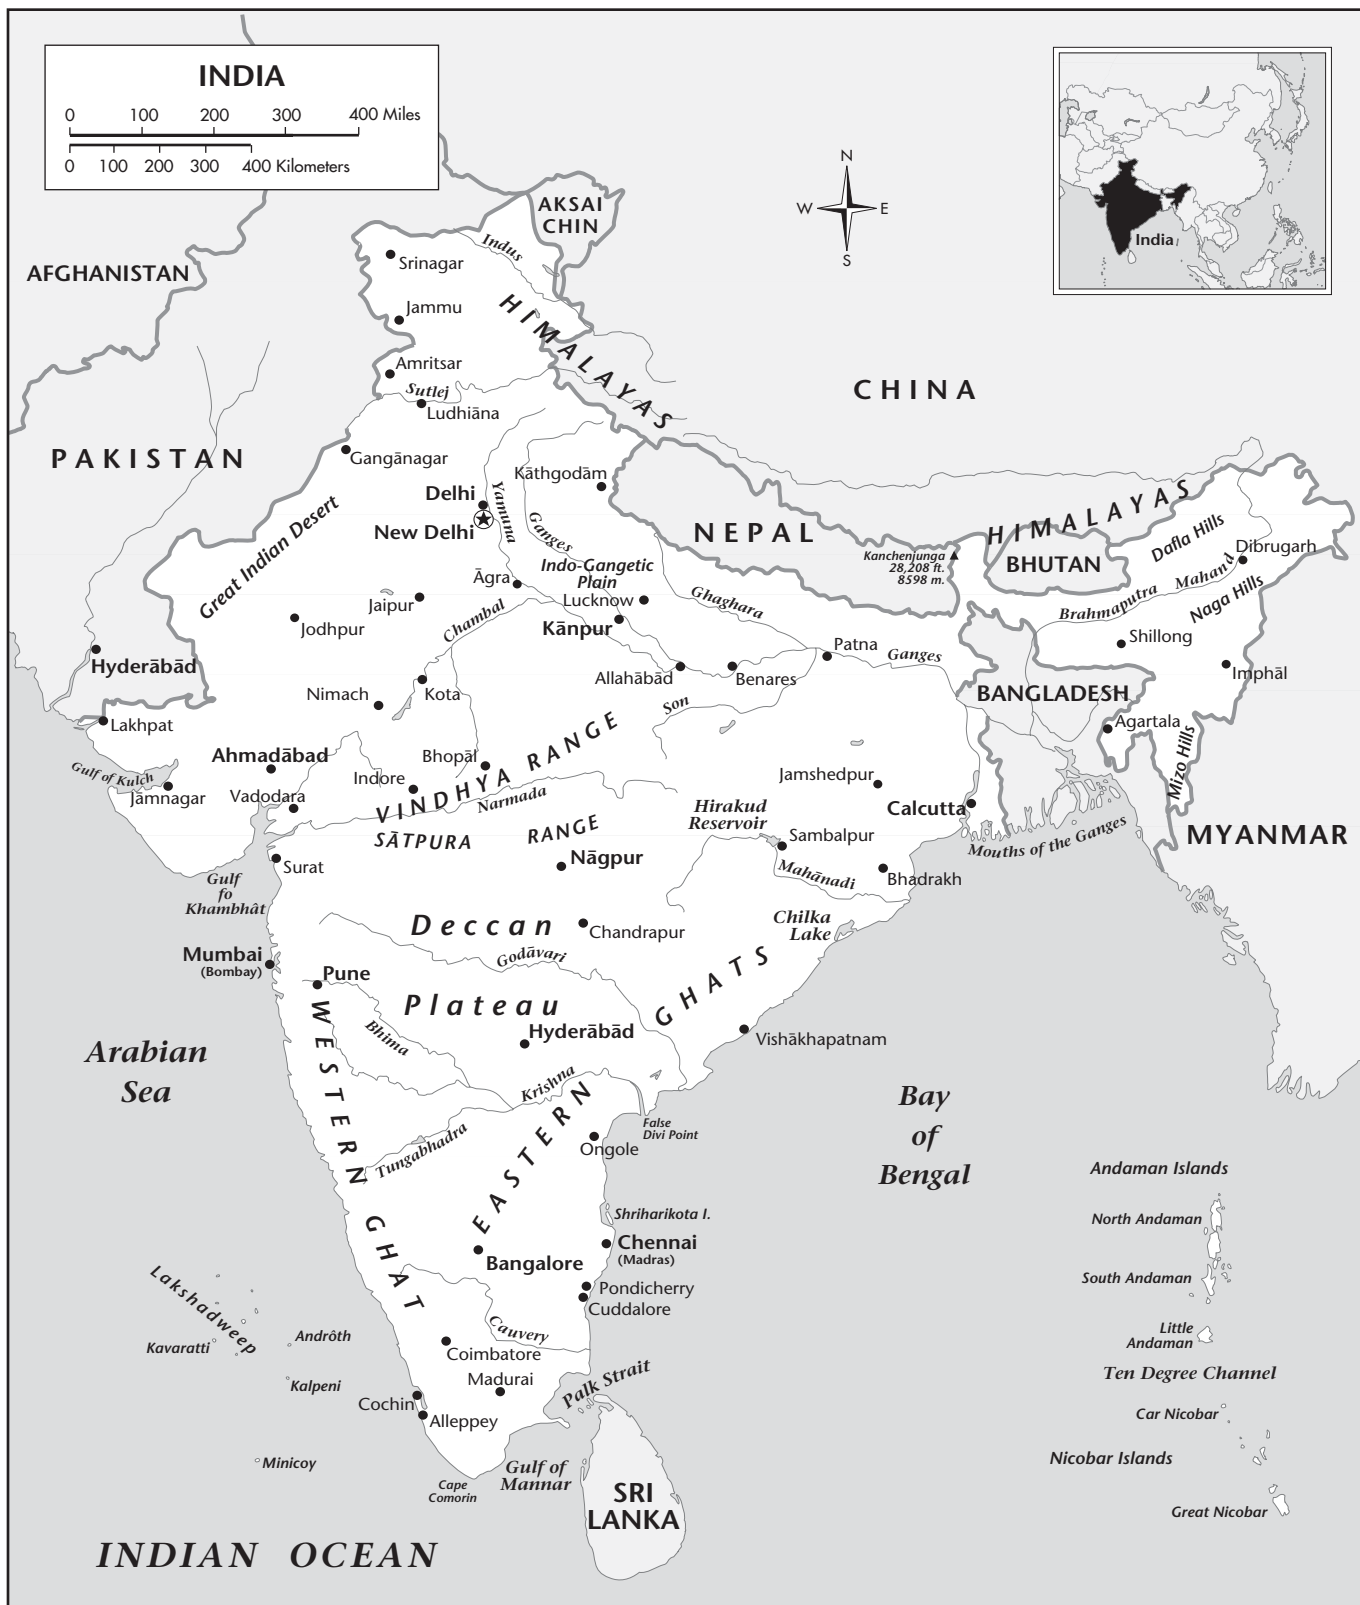 INDIA
0 100 200 300 400 Miles
0 100 200 300 400 Kilometers
N
W E
S
India
AKSAI
CHIN
AFGHANISTAN
Indus
Srinagar
Jammu
HIMALAYAS
Amritsar
Sutlej
Ludhiāna
CHINA
PAKISTAN
Gangānagar
Kāthgodām
Delhi
Yamuna
New Delhi
Ganges
NEPAL
HIMALAYAS
Great Indian Desert
Kanchenjunga
28,208 ft.
8598 m.
BHUTAN
Dafla Hills
Dibrugarh
Indo-Gangetic
Plain
Āgra
Lucknow
Jaipur
Chambal
Ghaghara
Brahmaputra
Mahand
Naga Hills
Jodhpur
Kānpur
Shillong
Hyderābād
Patna
Ganges
Imphāl
Allahābād
Benares
Nimach
Kota
BANGLADESH
Son
Lakhpat
Agartala
Ahmadābad
Bhopāl
VINDHYA RANGE
Mizo Hills
Gulf of Kulch
Jāmnagar
Vadodara
Indore
Jamshedpur
Narmada
Hirakud
Reservoir
Calcutta
SĀTPURA RANGE
Sambalpur
Mouths of the Ganges
MYANMAR
Surat
Nāgpur
Mahānadi
Bhadrakh
Gulf
fo
Khambhât
Deccan
Chandrapur
Chilka
Lake
Mumbai
(Bombay)
Godāvari
Pune
Plateau
GHATS
Hyderābād
Bhima
Vishākhapatnam
Arabian
Sea
WESTERN GHAT
Krishna
EASTERN
Bay
of
Bengal
False
Divi Point
Tungabhadra
Ongole
Andaman Islands
Shriharikota I.
North Andaman
Chennai
(Madras)
Bangalore
Lakshadweep
Pondicherry
South Andaman
Cuddalore
Cauvery
Kavaratti
Andrôth
Coimbatore
Little
Andaman
Madurai
Palk Strait
Ten Degree Channel
Kalpeni
Cochin
Alleppey
Car Nicobar
Minicoy
Gulf of
Mannar
Nicobar Islands
Cape
Comorin
SRI
LANKA
Great Nicobar
INDIAN OCEAN